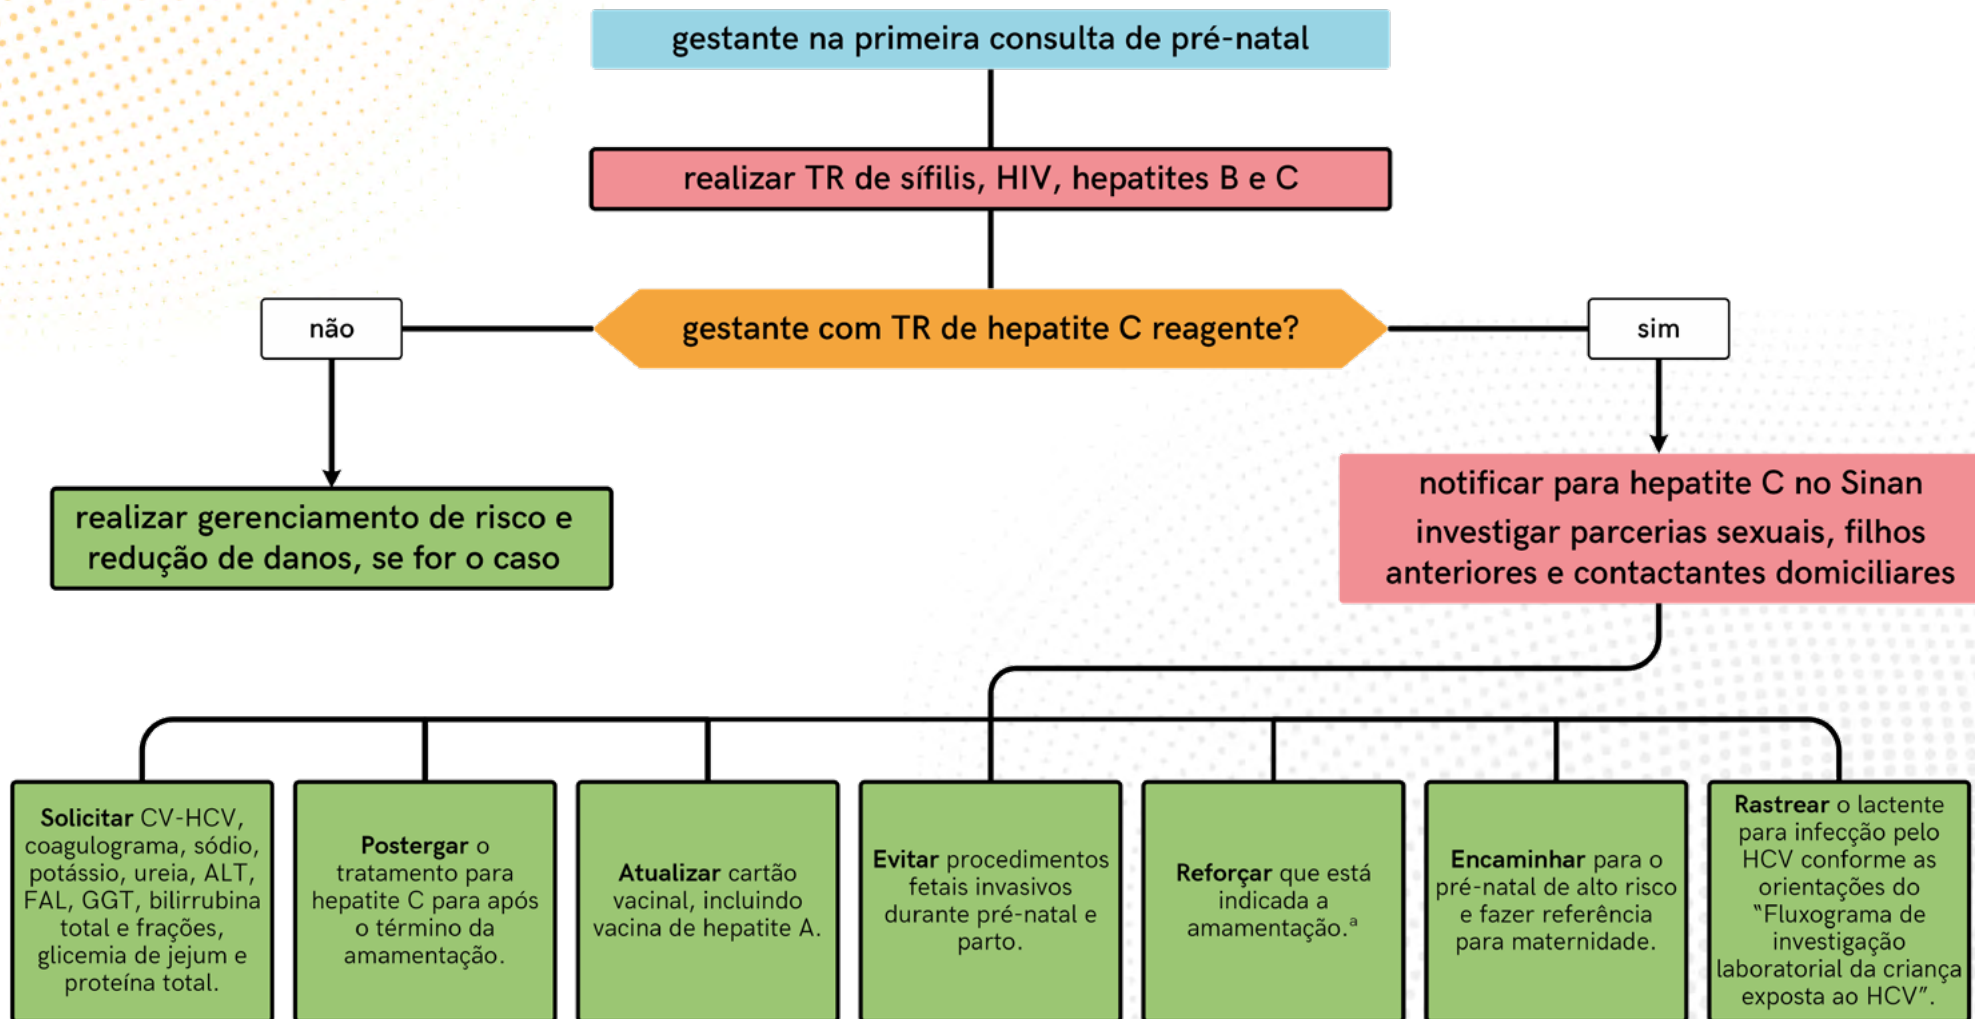 gestante na primeira consulta de pré-natal
realizar TR de sífilis, HIV, hepatites B e C
gestante com TR de hepatite C reagente?
não
sim
realizar gerenciamento de risco e
redução de danos, se for o caso
notificar para hepatite C no Sinan
investigar parcerias sexuais, filhos
anteriores e contactantes domiciliares
Solicitar CV-HCV,
coagulograma, sódio,
potássio, ureia, ALT,
FAL, GGT, bilirrubina
total e frações,
glicemia de jejum e
proteína total.
Postergar o
tratamento para
hepatite C para após
o término da
amamentação.
Atualizar cartão
vacinal, incluindo
vacina de hepatite A.
Evitar procedimentos
fetais invasivos
durante pré-natal e
parto.
Reforçar que está
indicada a
amamentação.ª
Encaminhar para o
pré-natal de alto risco
e fazer referência
para maternidade.
Rastrear o lactente
para infecção pelo
HCV conforme as
orientações do
"Fluxograma de
investigação
laboratorial da criança
exposta ao HCV".